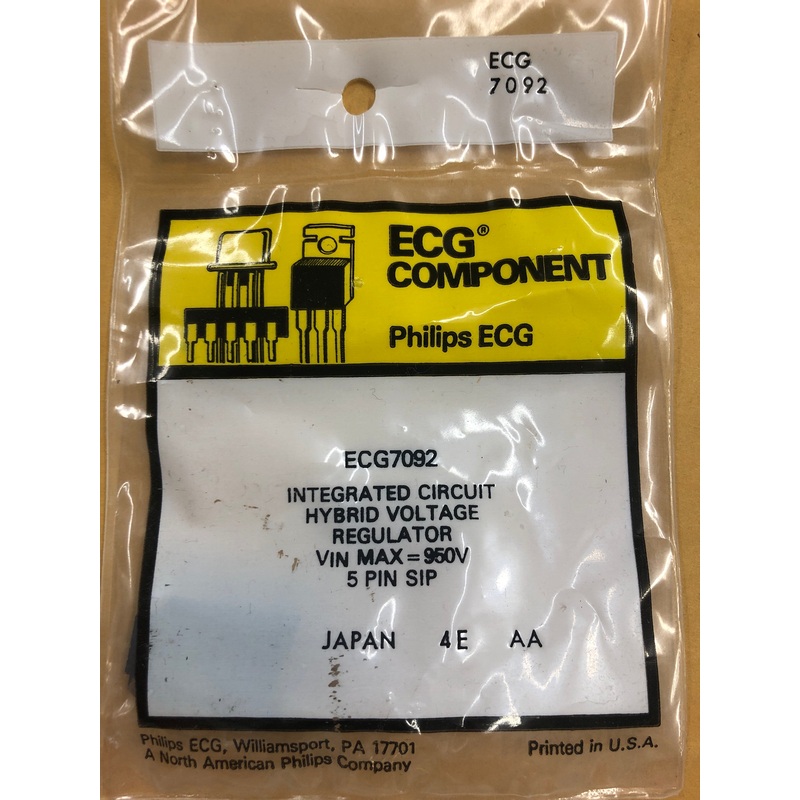 ECG
7092
ECG®
COMPONENT
Philips ECG
ECG7092
INTEGRATED CIRCUIT
HYBRID VOLTAGE
REGULATOR
VIN MAX = 950V
5 PIN SIP
JAPAN 4E AA
Philips ECG, Williamsport, PA 17701
A North American Philips Company
Printed in U.S.A.